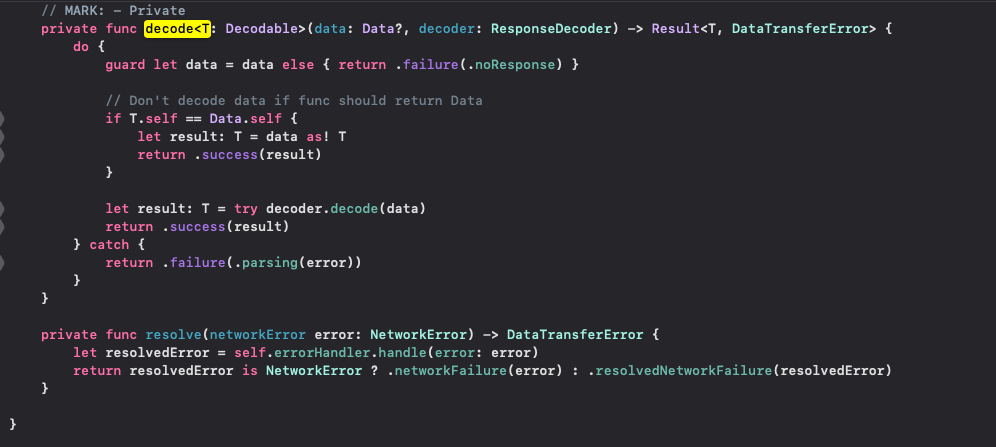 // MARK: - Private
private func decode<T: Decodable>(data: Data?, decoder: ResponseDecoder) -> Result<T, DataTransferError> {
do {
guard let data = data else { return .failure(.noResponse) }
// Don't decode data if func should return Data
if T.self == Data.self {
let result: T = data as! T
return .success(result)
}
let result: T = try decoder.decode(data)
return .success(result)
} catch {
return .failure(.parsing(error))
}
}
private func resolve(networkError error: NetworkError) -> DataTransferError {
let resolvedError = self.errorHandler.handle(error: error)
return resolvedError is NetworkError ? .networkFailure(error) : .resolvedNetworkFailure(resolvedError)
}
}